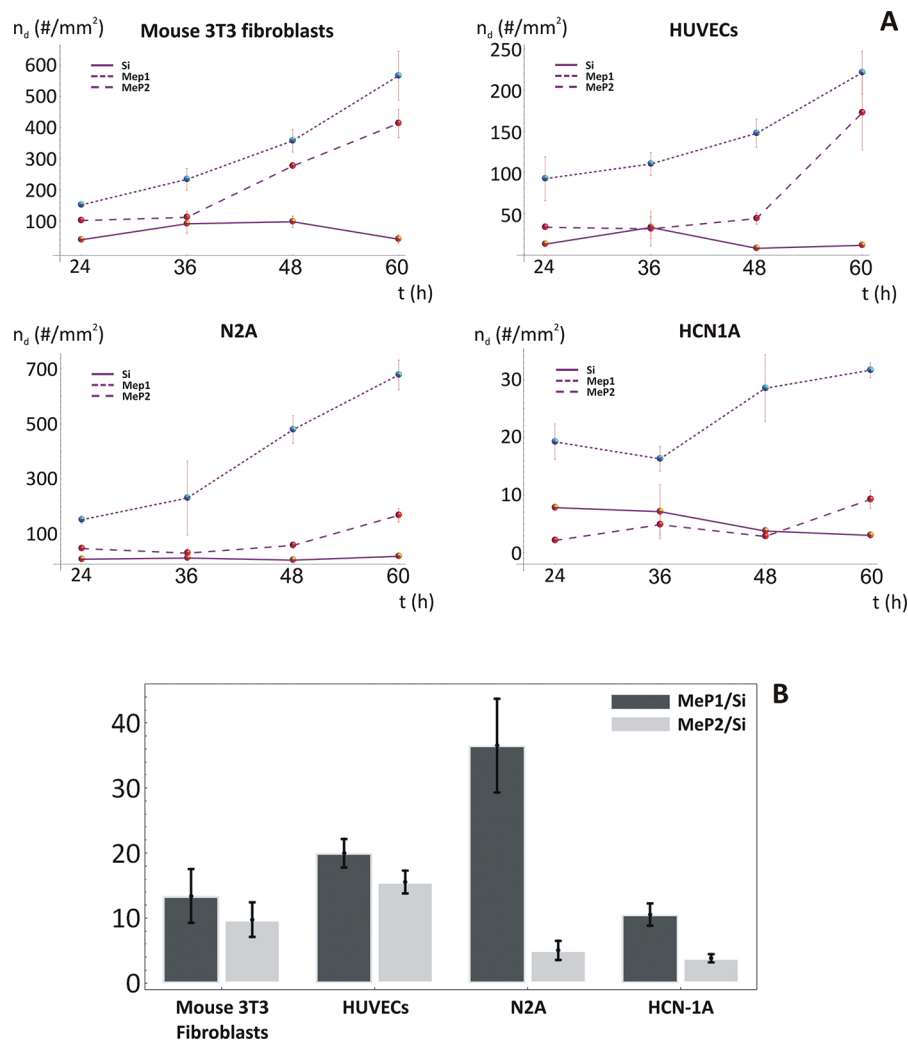 n_d (#/mm²)
Mouse 3T3 fibroblasts
600
500
400
300
200
100
Si
Mep1
MeP2
24
36
48
60
t (h)
n_d (#/mm²)
HUVECs
A
250
200
150
100
50
Si
Mep1
MeP2
24
36
48
60
t (h)
n_d (#/mm²)
N2A
700
500
300
100
Si
Mep1
MeP2
24
36
48
60
t (h)
n_d (#/mm²)
HCN1A
30
20
10
0
Si
Mep1
MeP2
24
36
48
60
t (h)
B
MeP1/Si
MeP2/Si
40
30
20
10
0
Mouse 3T3
Fibroblasts
HUVECs
N2A
HCN-1A